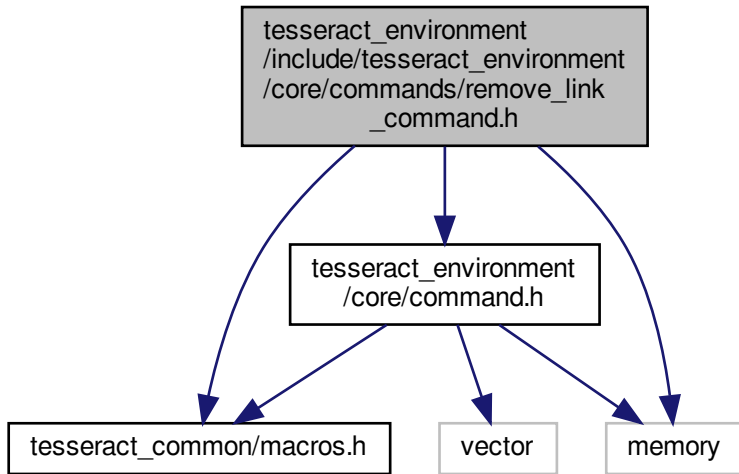 tesseract_environment
/include/tesseract_environment
/core/commands/remove_link
_command.h
tesseract_environment
/core/command.h
tesseract_common/macros.h
vector
memory